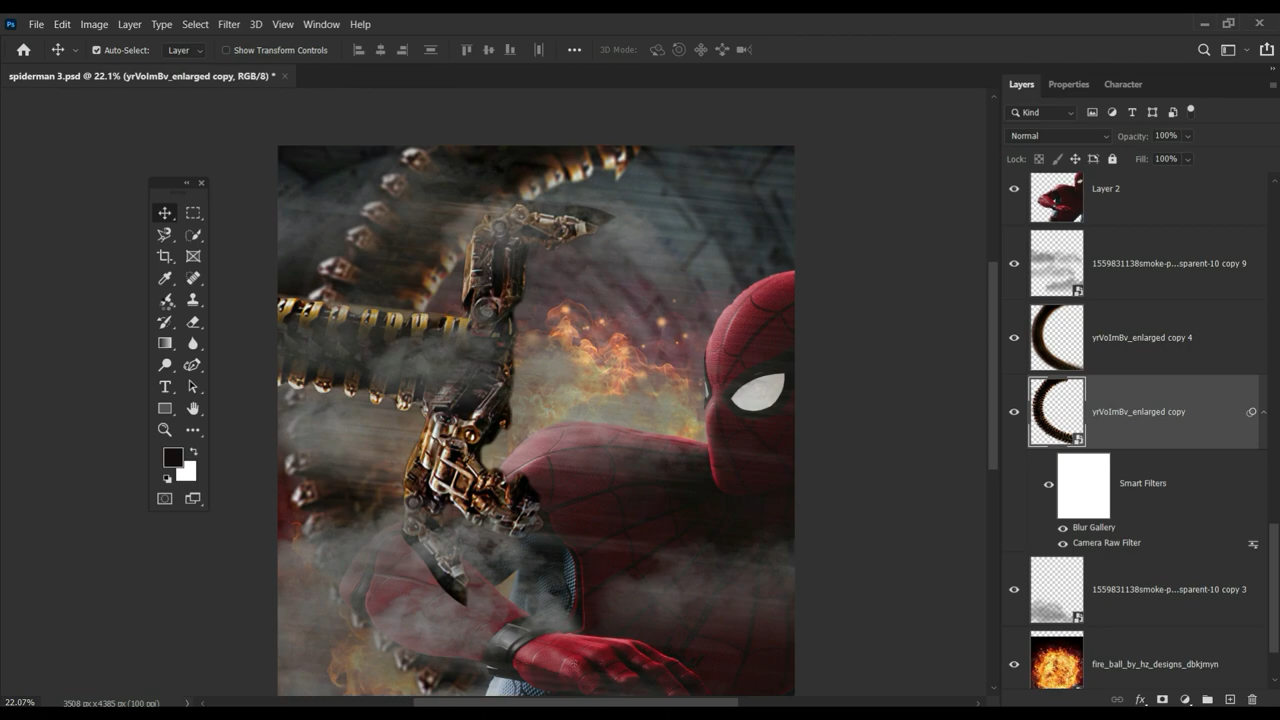 Ps File Edit Image Layer Type Select Filter 3D View Window Help
Auto-Select: Layer Show Transform Controls 3D Mode:
spiderman 3.psd @ 22.1% (yrVoImBv_enlarged copy, RGB/8) *
Layers Properties Character
Kind
Normal Opacity: 100%
Lock: Fill: 100%
Layer 2
1559831138smoke-p...sparent-10 copy 9
yrVoImBv_enlarged copy 4
yrVoImBv_enlarged copy
Smart Filters
Blur Gallery
Camera Raw Filter
1559831138smoke-p...sparent-10 copy 3
fire_ball_by_hz_designs_dbkjmyn
22.07% 3508 px x 4385 px (100 ppi)
fx